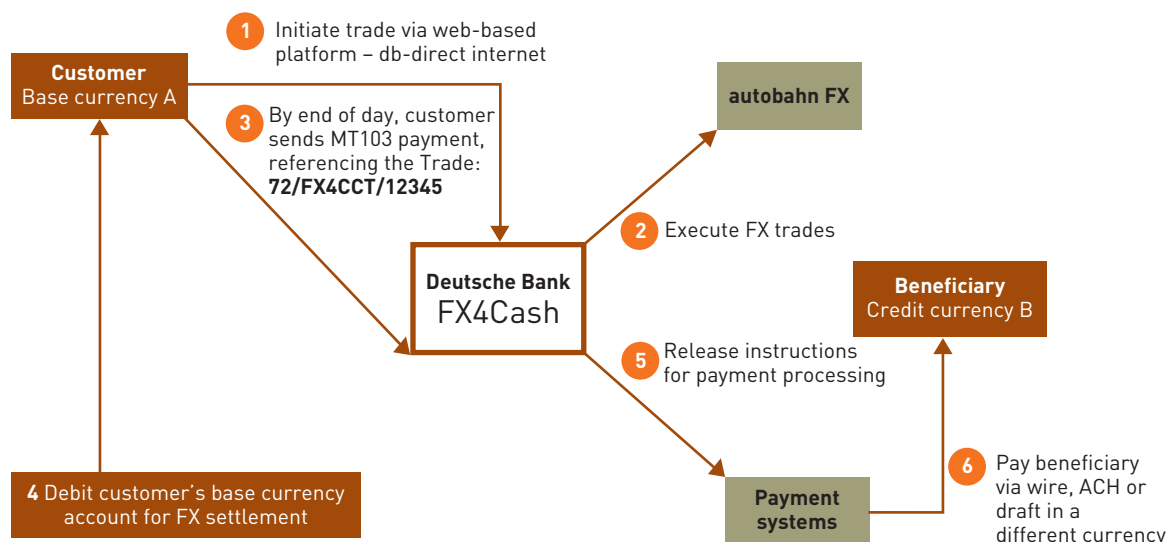 1
Initiate trade via web-based
platform – db-direct internet
Customer
Base currency A
autobahn FX
3
By end of day, customer
sends MT103 payment,
referencing the Trade:
72/FX4CCT/12345
2
Execute FX trades
Deutsche Bank
FX4Cash
Beneficiary
Credit currency B
5
Release instructions
for payment processing
4 Debit customer's base currency
account for FX settlement
Payment
systems
6
Pay beneficiary
via wire, ACH or
draft in a
different currency